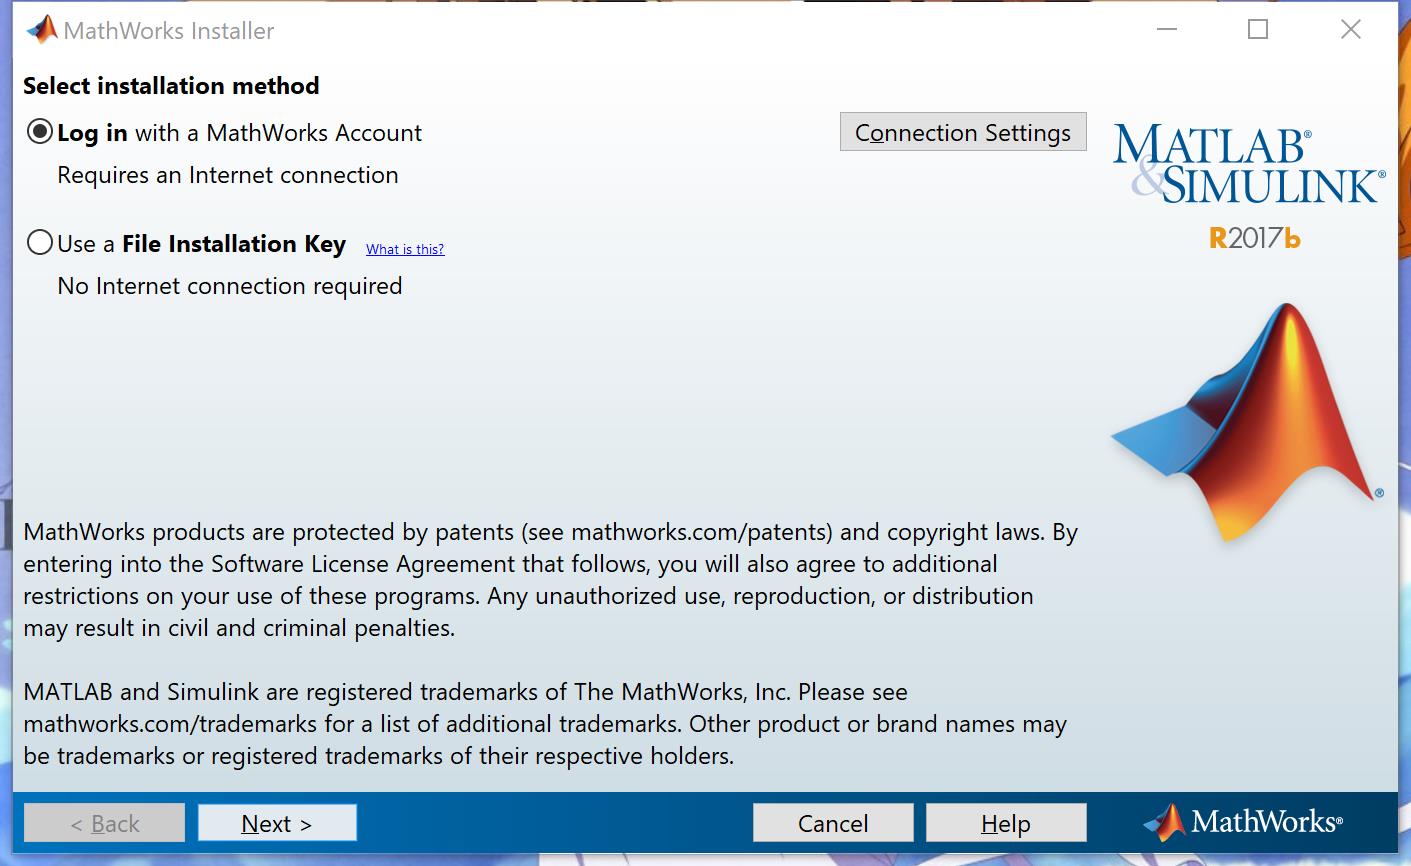 MathWorks Installer
Select installation method
Log in with a MathWorks Account
Connection Settings
Requires an Internet connection
Use a File Installation Key What is this?
No Internet connection required
MATLAB®
&SIMULINK®
R2017b
®
MathWorks products are protected by patents (see mathworks.com/patents) and copyright laws. By
entering into the Software License Agreement that follows, you will also agree to additional
restrictions on your use of these programs. Any unauthorized use, reproduction, or distribution
may result in civil and criminal penalties.
MATLAB and Simulink are registered trademarks of The MathWorks, Inc. Please see
mathworks.com/trademarks for a list of additional trademarks. Other product or brand names may
be trademarks or registered trademarks of their respective holders.
< Back Next > Cancel Help MathWorks®